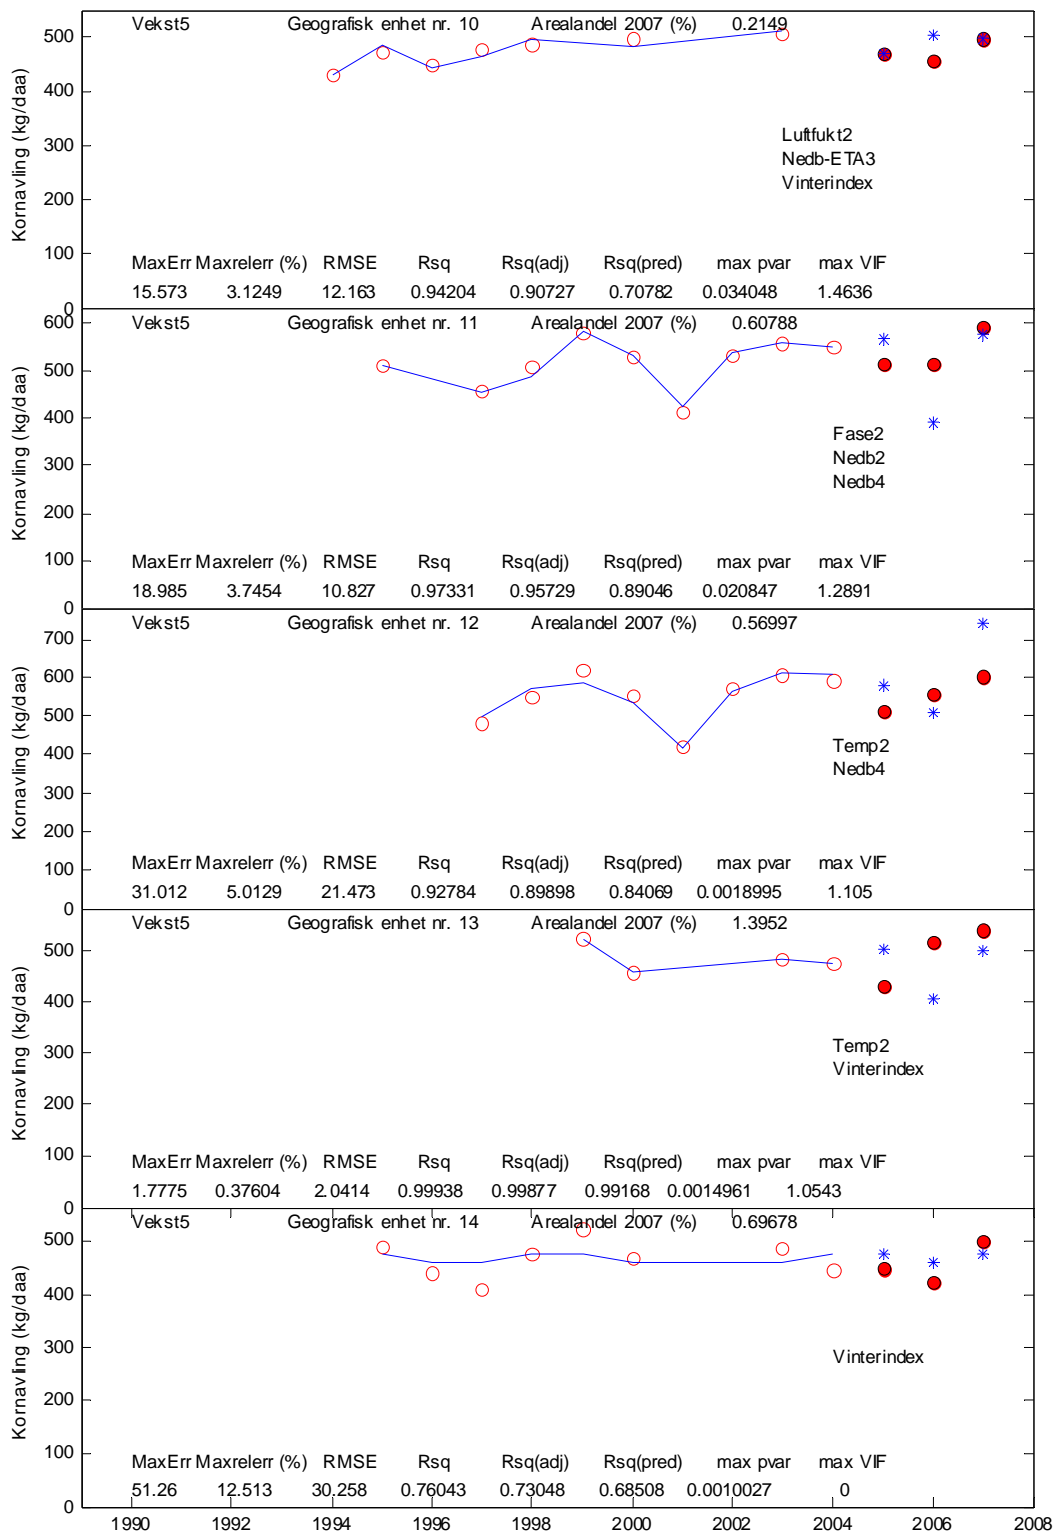 Vekst5 Geografisk enhet nr. 10 Arealandel 2007 (%) 0.2149
500
400
300
200
100
0
Kornavling (kg/daa)
Luftfukt2
Nedb-ETA3
Vinterindex
MaxErr Maxrelerr (%) RMSE Rsq Rsq(adj) Rsq(pred) max pvar max VIF
15.573 3.1249 12.163 0.94204 0.90727 0.70782 0.034048 1.4636
Vekst5 Geografisk enhet nr. 11 Arealandel 2007 (%) 0.60788
600
500
400
300
200
100
0
Kornavling (kg/daa)
Fase2
Nedb2
Nedb4
MaxErr Maxrelerr (%) RMSE Rsq Rsq(adj) Rsq(pred) max pvar max VIF
18.985 3.7454 10.827 0.97331 0.95729 0.89046 0.020847 1.2891
Vekst5 Geografisk enhet nr. 12 Arealandel 2007 (%) 0.56997
700
600
500
400
300
200
100
0
Kornavling (kg/daa)
Temp2
Nedb4
MaxErr Maxrelerr (%) RMSE Rsq Rsq(adj) Rsq(pred) max pvar max VIF
31.012 5.0129 21.473 0.92784 0.89898 0.84069 0.0018995 1.105
Vekst5 Geografisk enhet nr. 13 Arealandel 2007 (%) 1.3952
500
400
300
200
100
0
Kornavling (kg/daa)
Temp2
Vinterindex
MaxErr Maxrelerr (%) RMSE Rsq Rsq(adj) Rsq(pred) max pvar max VIF
1.7775 0.37604 2.0414 0.99938 0.99877 0.99168 0.0014961 1.0543
Vekst5 Geografisk enhet nr. 14 Arealandel 2007 (%) 0.69678
500
400
300
200
100
0
Kornavling (kg/daa)
Vinterindex
MaxErr Maxrelerr (%) RMSE Rsq Rsq(adj) Rsq(pred) max pvar max VIF
51.26 12.513 30.258 0.76043 0.73048 0.68508 0.0010027 0
1990 1992 1994 1996 1998 2000 2002 2004 2006 2008